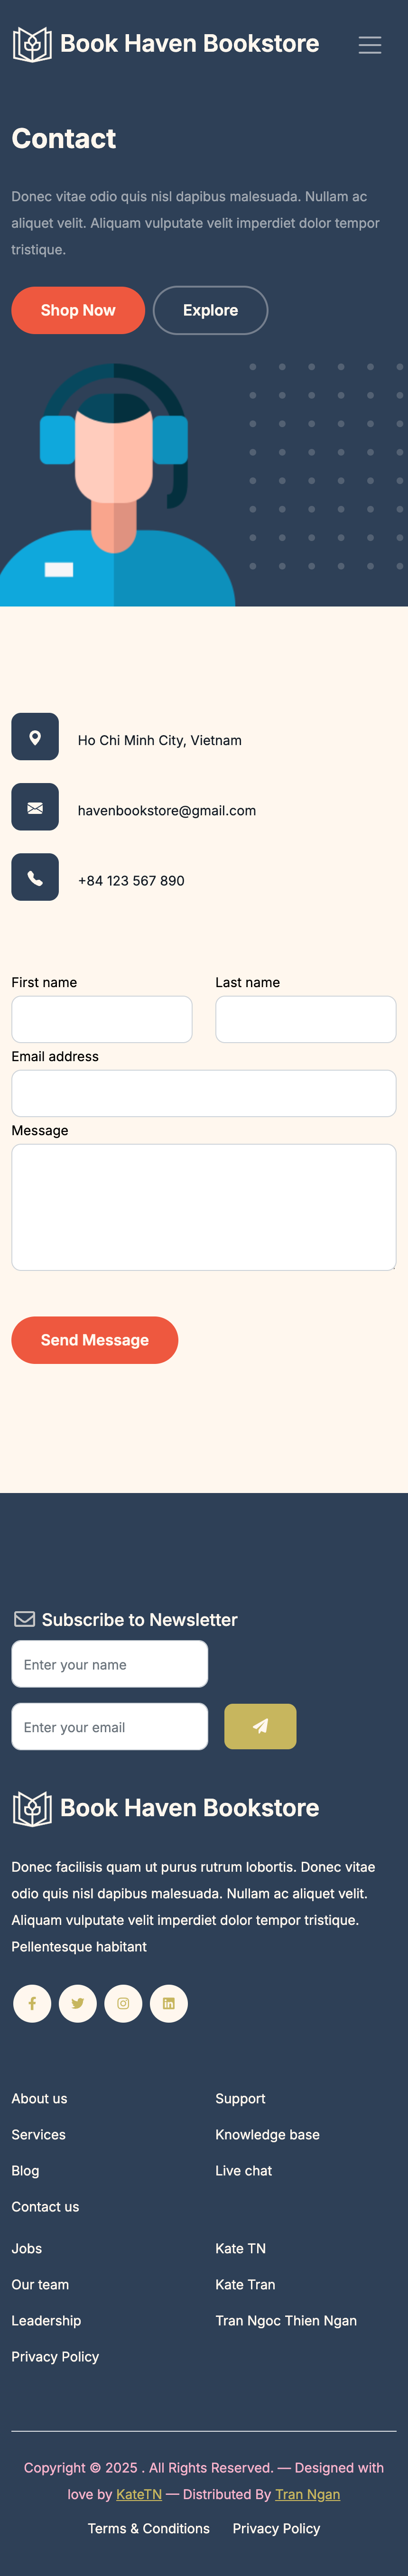 Book Haven Bookstore
Contact
Donec vitae odio quis nisl dapibus malesuada. Nullam ac
aliquet velit. Aliquam vulputate velit imperdiet dolor tempor
tristique.
Shop Now
Explore
Ho Chi Minh City, Vietnam
havenbookstore@gmail.com
+84 123 567 890
First name
Last name
Email address
Message
Send Message
Subscribe to Newsletter
Enter your name
Enter your email
Book Haven Bookstore
Donec facilisis quam ut purus rutrum lobortis. Donec vitae
odio quis nisl dapibus malesuada. Nullam ac aliquet velit.
Aliquam vulputate velit imperdiet dolor tempor tristique.
Pellentesque habitant
About us
Services
Blog
Contact us
Support
Knowledge base
Live chat
Jobs
Our team
Leadership
Privacy Policy
Kate TN
Kate Tran
Tran Ngoc Thien Ngan
Copyright © 2025 . All Rights Reserved. — Designed with
love by KateTN — Distributed By Tran Ngan
Terms & Conditions
Privacy Policy